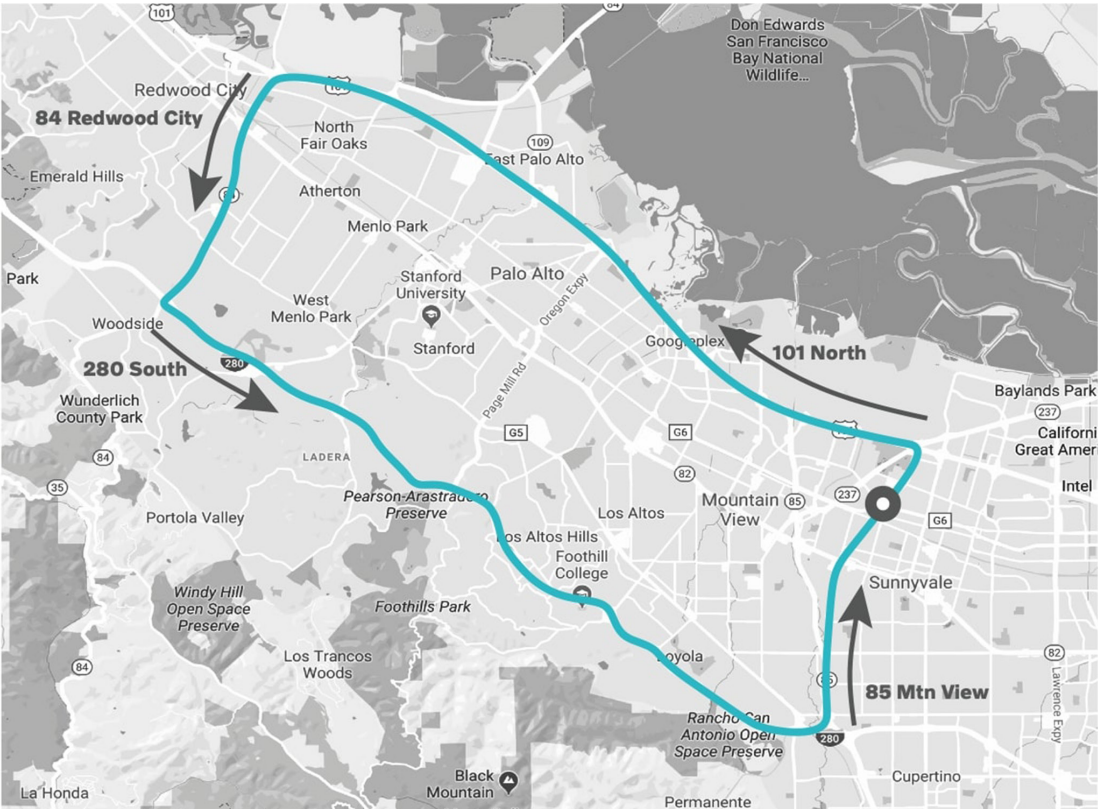 101
84
Don Edwards
San Francisco
Bay National
Wildlife...
Redwood City
84 Redwood City
North
Fair Oaks
109
East Palo Alto
Emerald Hills
Atherton
Menlo Park
Park
Stanford
University
Palo Alto
Oregon Expy
West
Menlo Park
Woodside
Stanford
Googleplex
101 North
280 South
280
Page Mill Rd
Baylands Park
Wunderlich
County Park
237
Californi
Great Amer
G5
G6
LADERA
84
82
Intel
35
Pearson-Arastradero
Preserve
Mountain
View
85
237
Portola Valley
Los Altos
G6
Los Altos Hills
Foothill
College
Sunnyvale
Windy Hill
Open Space
Preserve
Foothills Park
Los Trancos
Woods
Loyola
82
84
85
85 Mtn View
Lawrence Expy
Rancho San
Antonio Open
Space Preserve
280
Black
Mountain
Cupertino
La Honda
Permanente